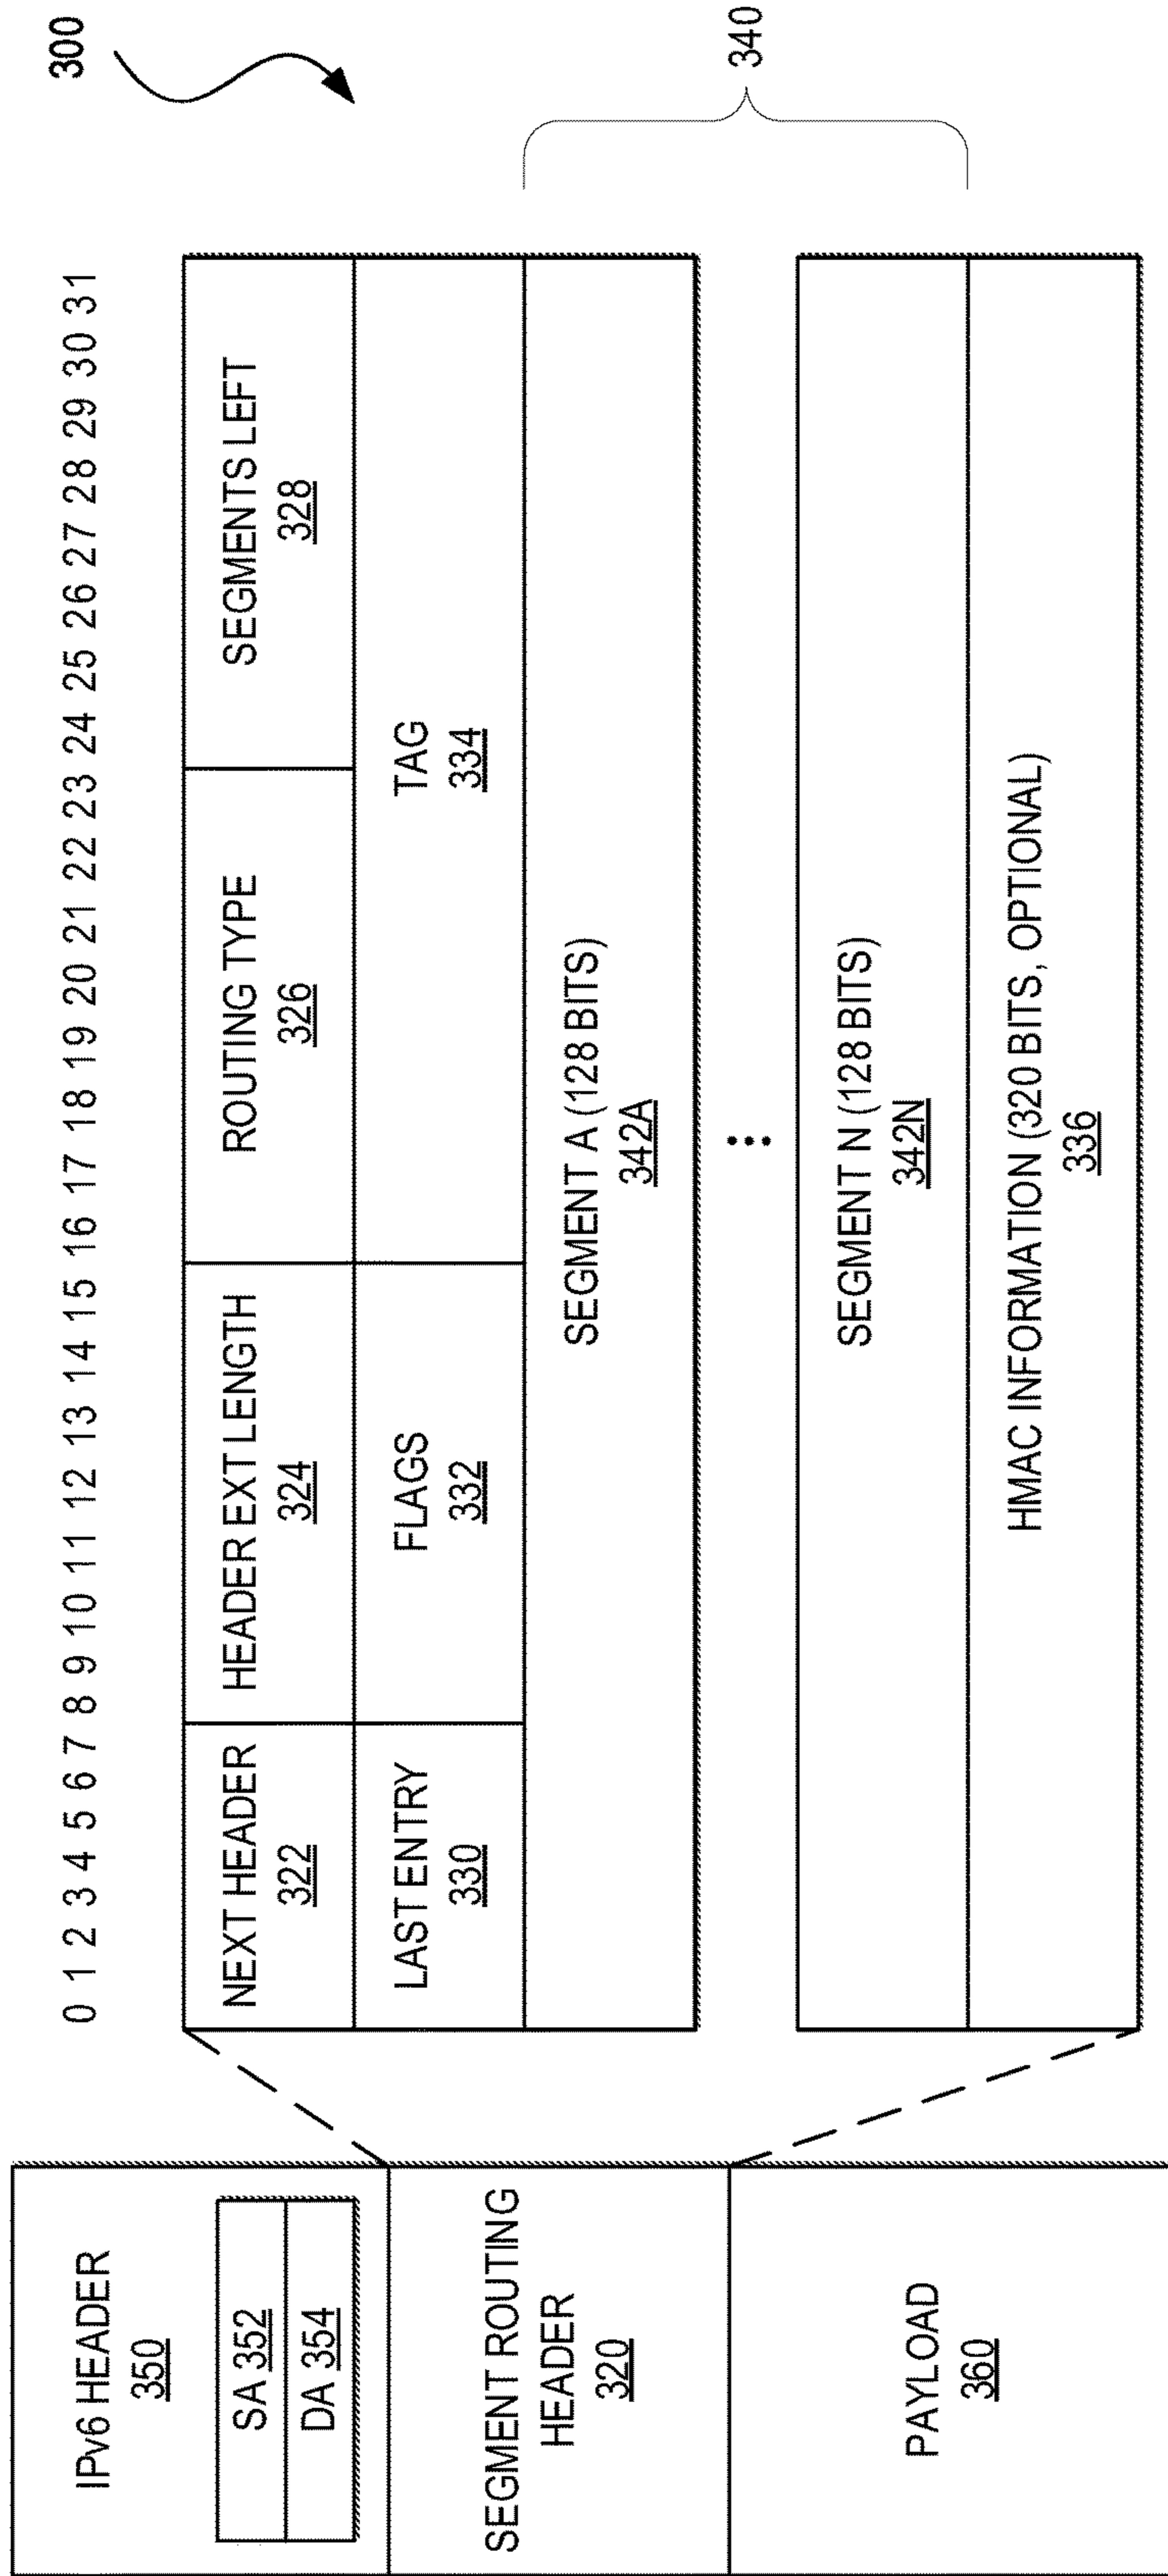 300
IPv6 HEADER
350
SA 352
DA 354
SEGMENT ROUTING
HEADER
320
PAYLOAD
360
0 1 2 3 4 5 6 7 8 9 10 11 12 13 14 15 16 17 18 19 20 21 22 23 24 25 26 27 28 29 30 31
NEXT HEADER
322
HEADER EXT LENGTH
324
ROUTING TYPE
326
SEGMENTS LEFT
328
LAST ENTRY
330
FLAGS
332
TAG
334
SEGMENT A (128 BITS)
342A
SEGMENT N (128 BITS)
342N
HMAC INFORMATION (320 BITS, OPTIONAL)
336
340